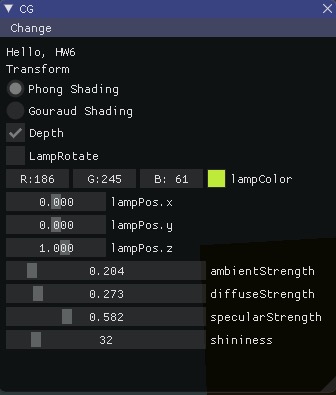 CG
Change
Hello, HW6
Transform
Phong Shading
Gouraud Shading
Depth
LampRotate
R:186 G:245 B: 61 lampColor
0.000 lampPos.x
0.000 lampPos.y
1.000 lampPos.z
0.204 ambientStrength
0.273 diffuseStrength
0.582 specularStrength
32 shininess